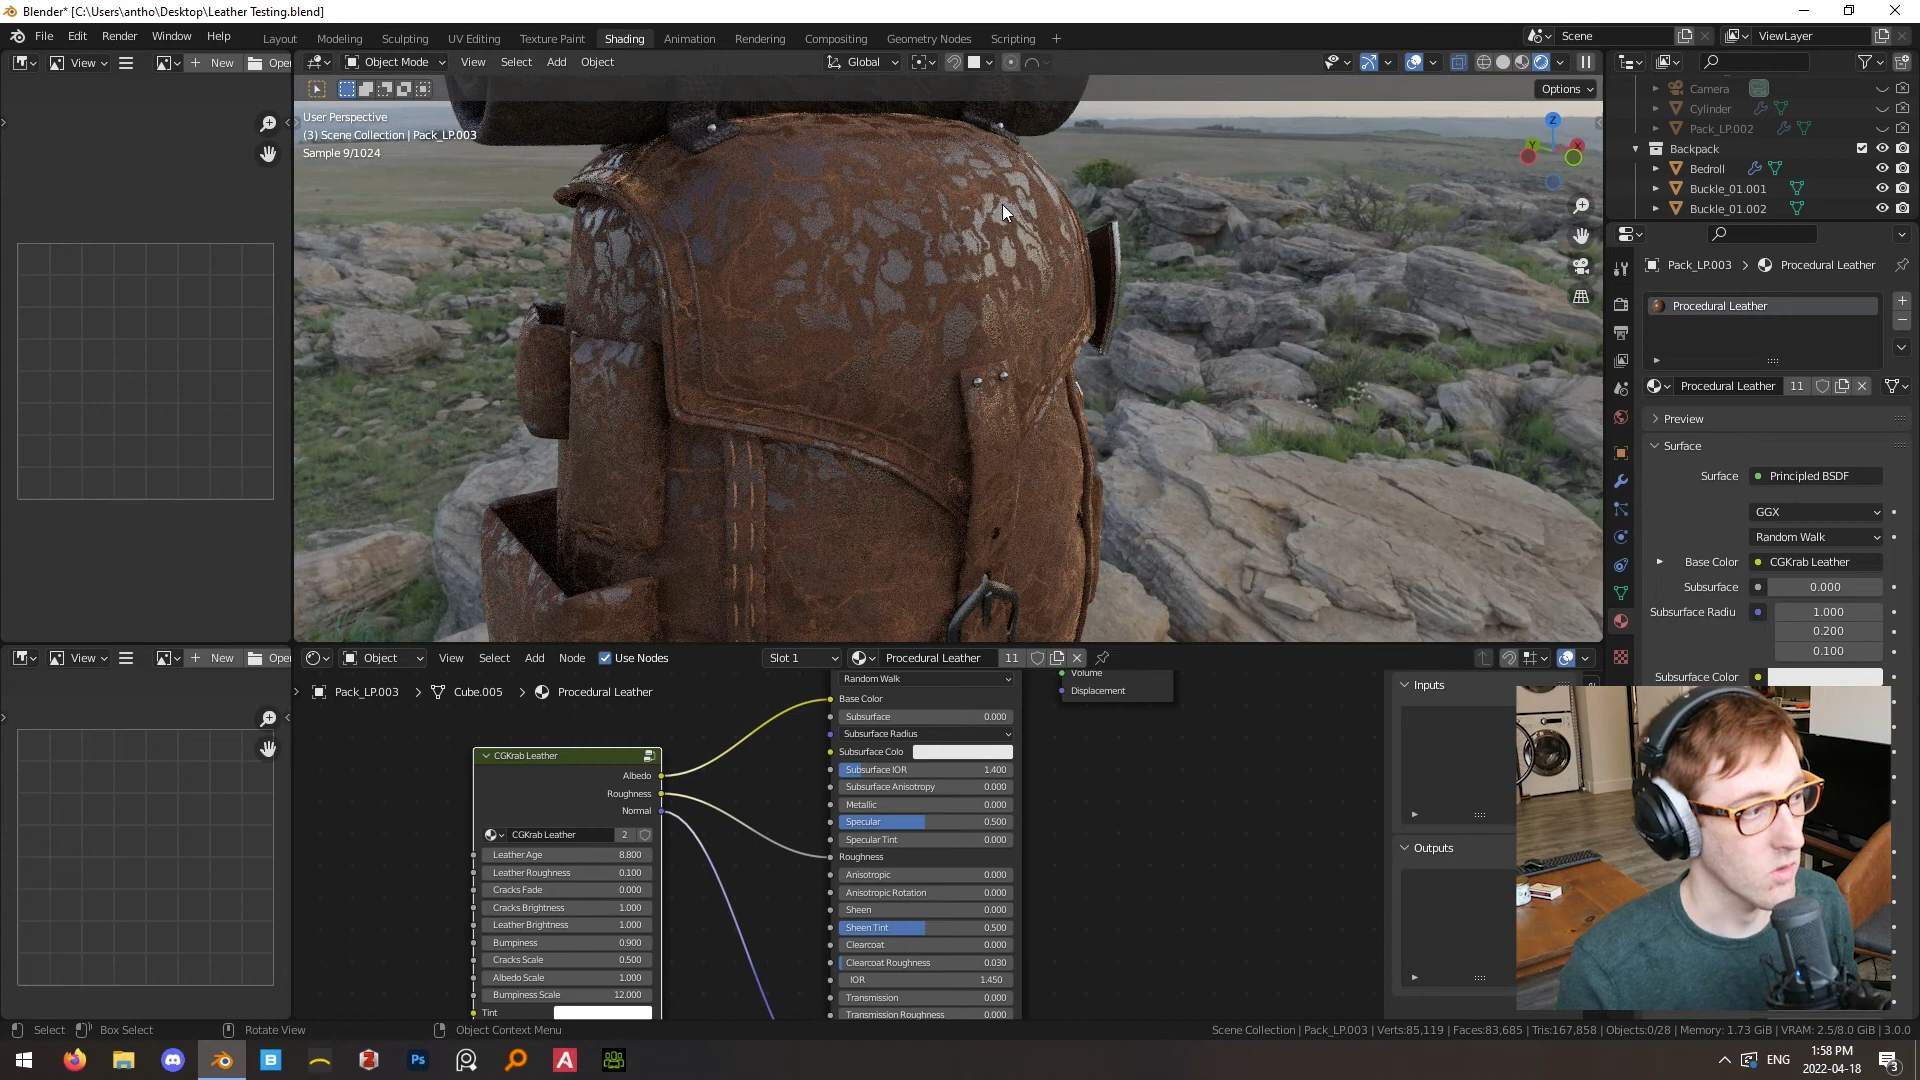 Blender* [C:\Users\antho\Desktop\Leather Testing.blend]
File Edit Render Window Help Layout Modeling Sculpting UV Editing Texture Paint Shading Animation Rendering Compositing Geometry Nodes Scripting + Scene ViewLayer
View New Open Object Mode View Select Add Object Global
Options
User Perspective
(3) Scene Collection | Pack_LP.003
Sample 9/1024
Z
Y
X
Camera
Cylinder
Pack_LP.002
Backpack
Bedroll
Buckle_01.001
Buckle_01.002
Pack_LP.003 > Procedural Leather
Procedural Leather
Procedural Leather 11
Preview
Surface
Surface Principled BSDF
GGX
Random Walk
Base Color CGKrab Leather
Subsurface 0.000
Subsurface Radiu 1.000
0.200
0.100
Subsurface Color
View New Open Object View Select Add Node Use Nodes Slot 1 Procedural Leather 11
Pack_LP.003 > Cube.005 > Procedural Leather
CGKrab Leather
Albedo
Roughness
Normal
CGKrab Leather 2
Leather Age 8.800
Leather Roughness 0.100
Cracks Fade 0.000
Cracks Brightness 1.000
Leather Brightness 1.000
Bumpiness 0.900
Cracks Scale 0.500
Albedo Scale 1.000
Bumpiness Scale 12.000
Tint
Random Walk
Base Color
Subsurface 0.000
Subsurface Radius
Subsurface Colo
Subsurface IOR 1.400
Subsurface Anisotropy 0.000
Metallic 0.000
Specular 0.500
Specular Tint 0.000
Roughness
Anisotropic 0.000
Anisotropic Rotation 0.000
Sheen 0.000
Sheen Tint 0.500
Clearcoat 0.000
Clearcoat Roughness 0.030
IOR 1.450
Transmission 0.000
Transmission Roughness 0.000
Volume
Displacement
Inputs
Outputs
Select Box Select Rotate View Object Context Menu
Scene Collection | Pack_LP.003 | Verts:85,119 | Faces:83,685 | Tris:167,858 | Objects:0/28 | Memory: 1.73 GiB | VRAM: 2.5/8.0 GiB | 3.0.0
B Z Ps A
ENG
1:58 PM
2022-04-18
3